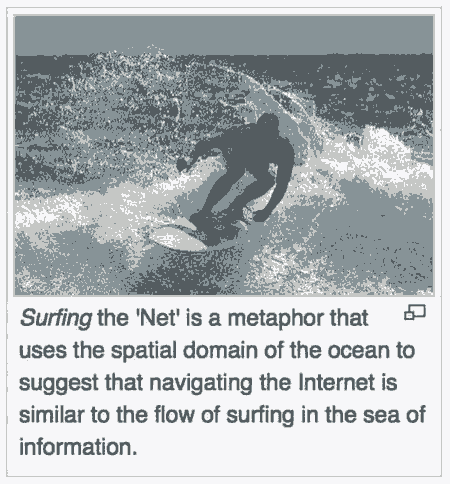 Surfing the 'Net' is a metaphor that
uses the spatial domain of the ocean to
suggest that navigating the Internet is
similar to the flow of surfing in the sea of
information.